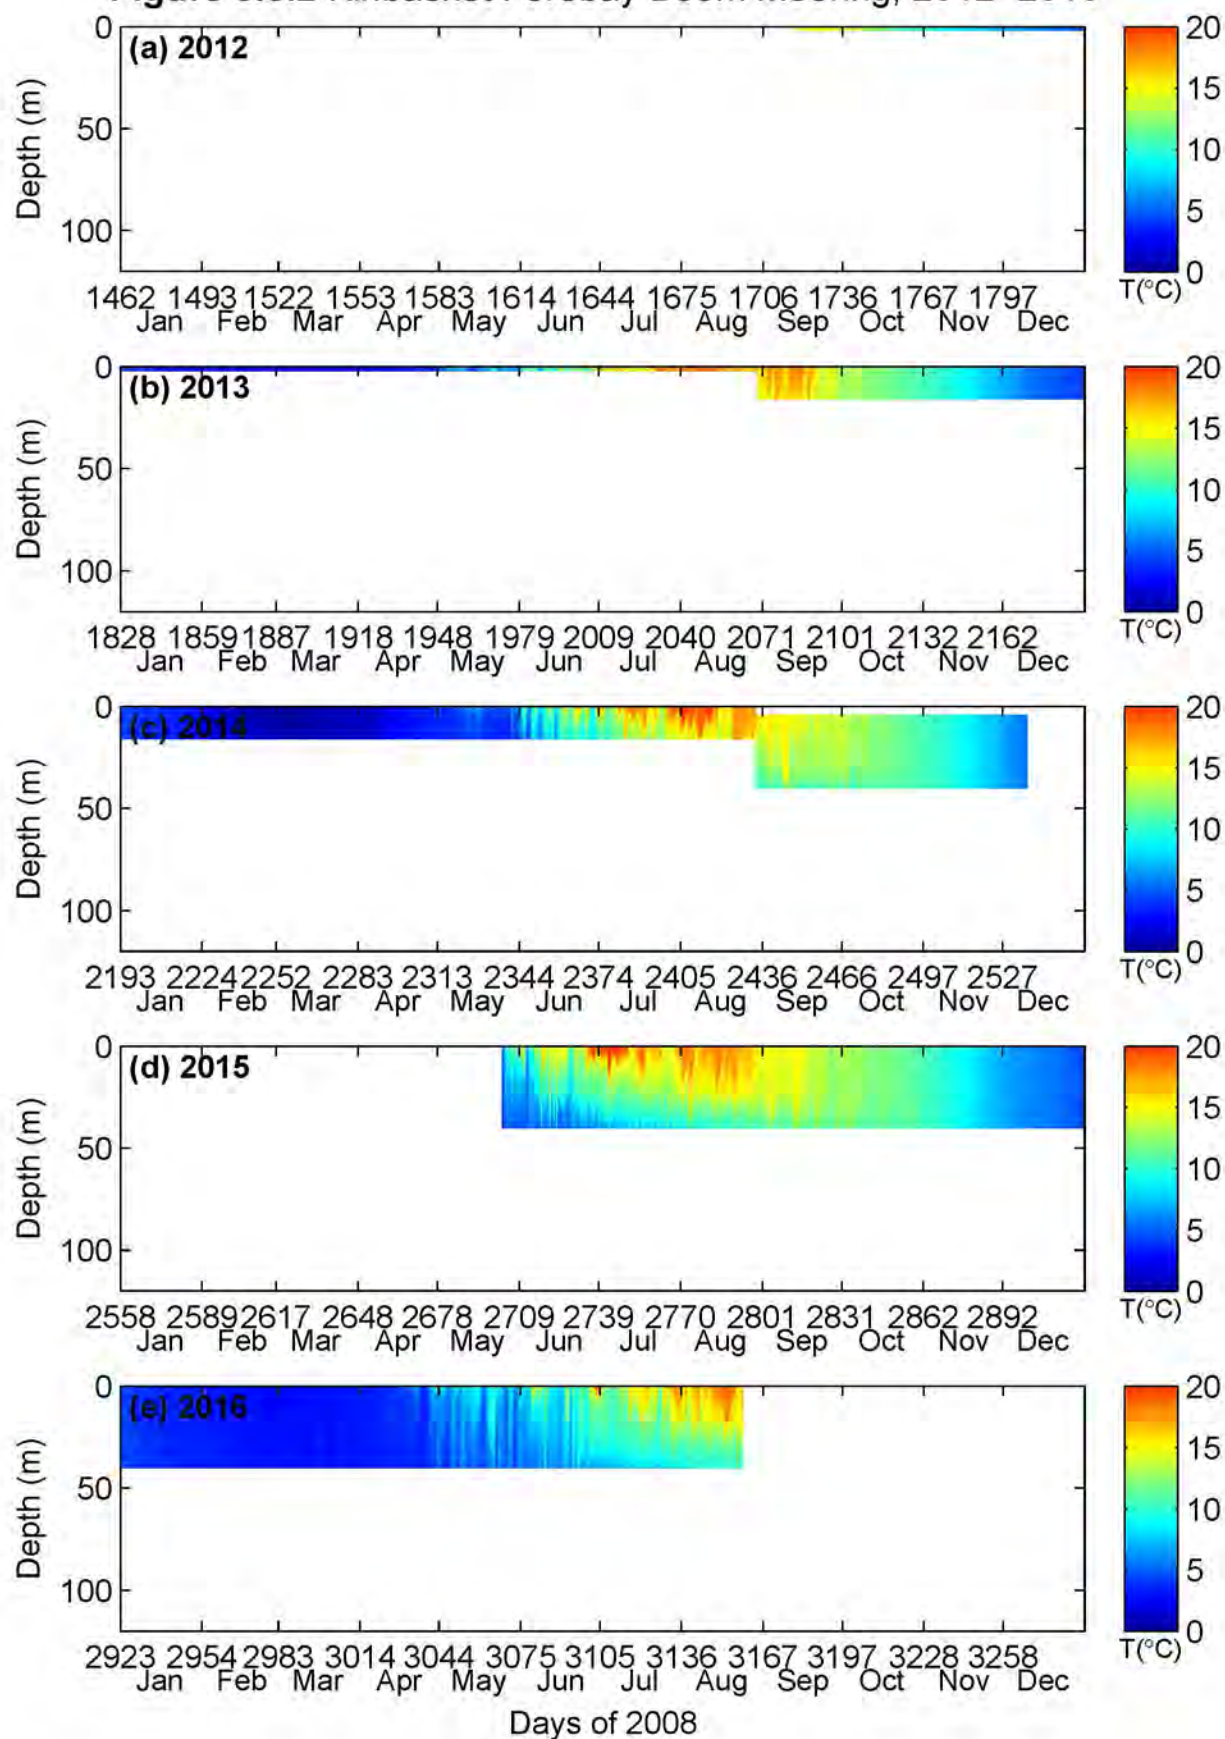 (a) 2012
0
50
100
Depth (m)
1462 1493 1522 1553 1583 1614 1644 1675 1706 1736 1767 1797
Jan Feb Mar Apr May Jun Jul Aug Sep Oct Nov Dec
20
15
10
5
0
T(°C)
(b) 2013
0
50
100
Depth (m)
1828 1859 1887 1918 1948 1979 2009 2040 2071 2101 2132 2162
Jan Feb Mar Apr May Jun Jul Aug Sep Oct Nov Dec
20
15
10
5
0
T(°C)
(c) 2014
0
50
100
Depth (m)
2193 2224 2252 2283 2313 2344 2374 2405 2436 2466 2497 2527
Jan Feb Mar Apr May Jun Jul Aug Sep Oct Nov Dec
20
15
10
5
0
T(°C)
(d) 2015
0
50
100
Depth (m)
2558 2589 2617 2648 2678 2709 2739 2770 2801 2831 2862 2892
Jan Feb Mar Apr May Jun Jul Aug Sep Oct Nov Dec
20
15
10
5
0
T(°C)
(e) 2016
0
50
100
Depth (m)
2923 2954 2983 3014 3044 3075 3105 3136 3167 3197 3228 3258
Jan Feb Mar Apr May Jun Jul Aug Sep Oct Nov Dec
20
15
10
5
0
T(°C)
Days of 2008